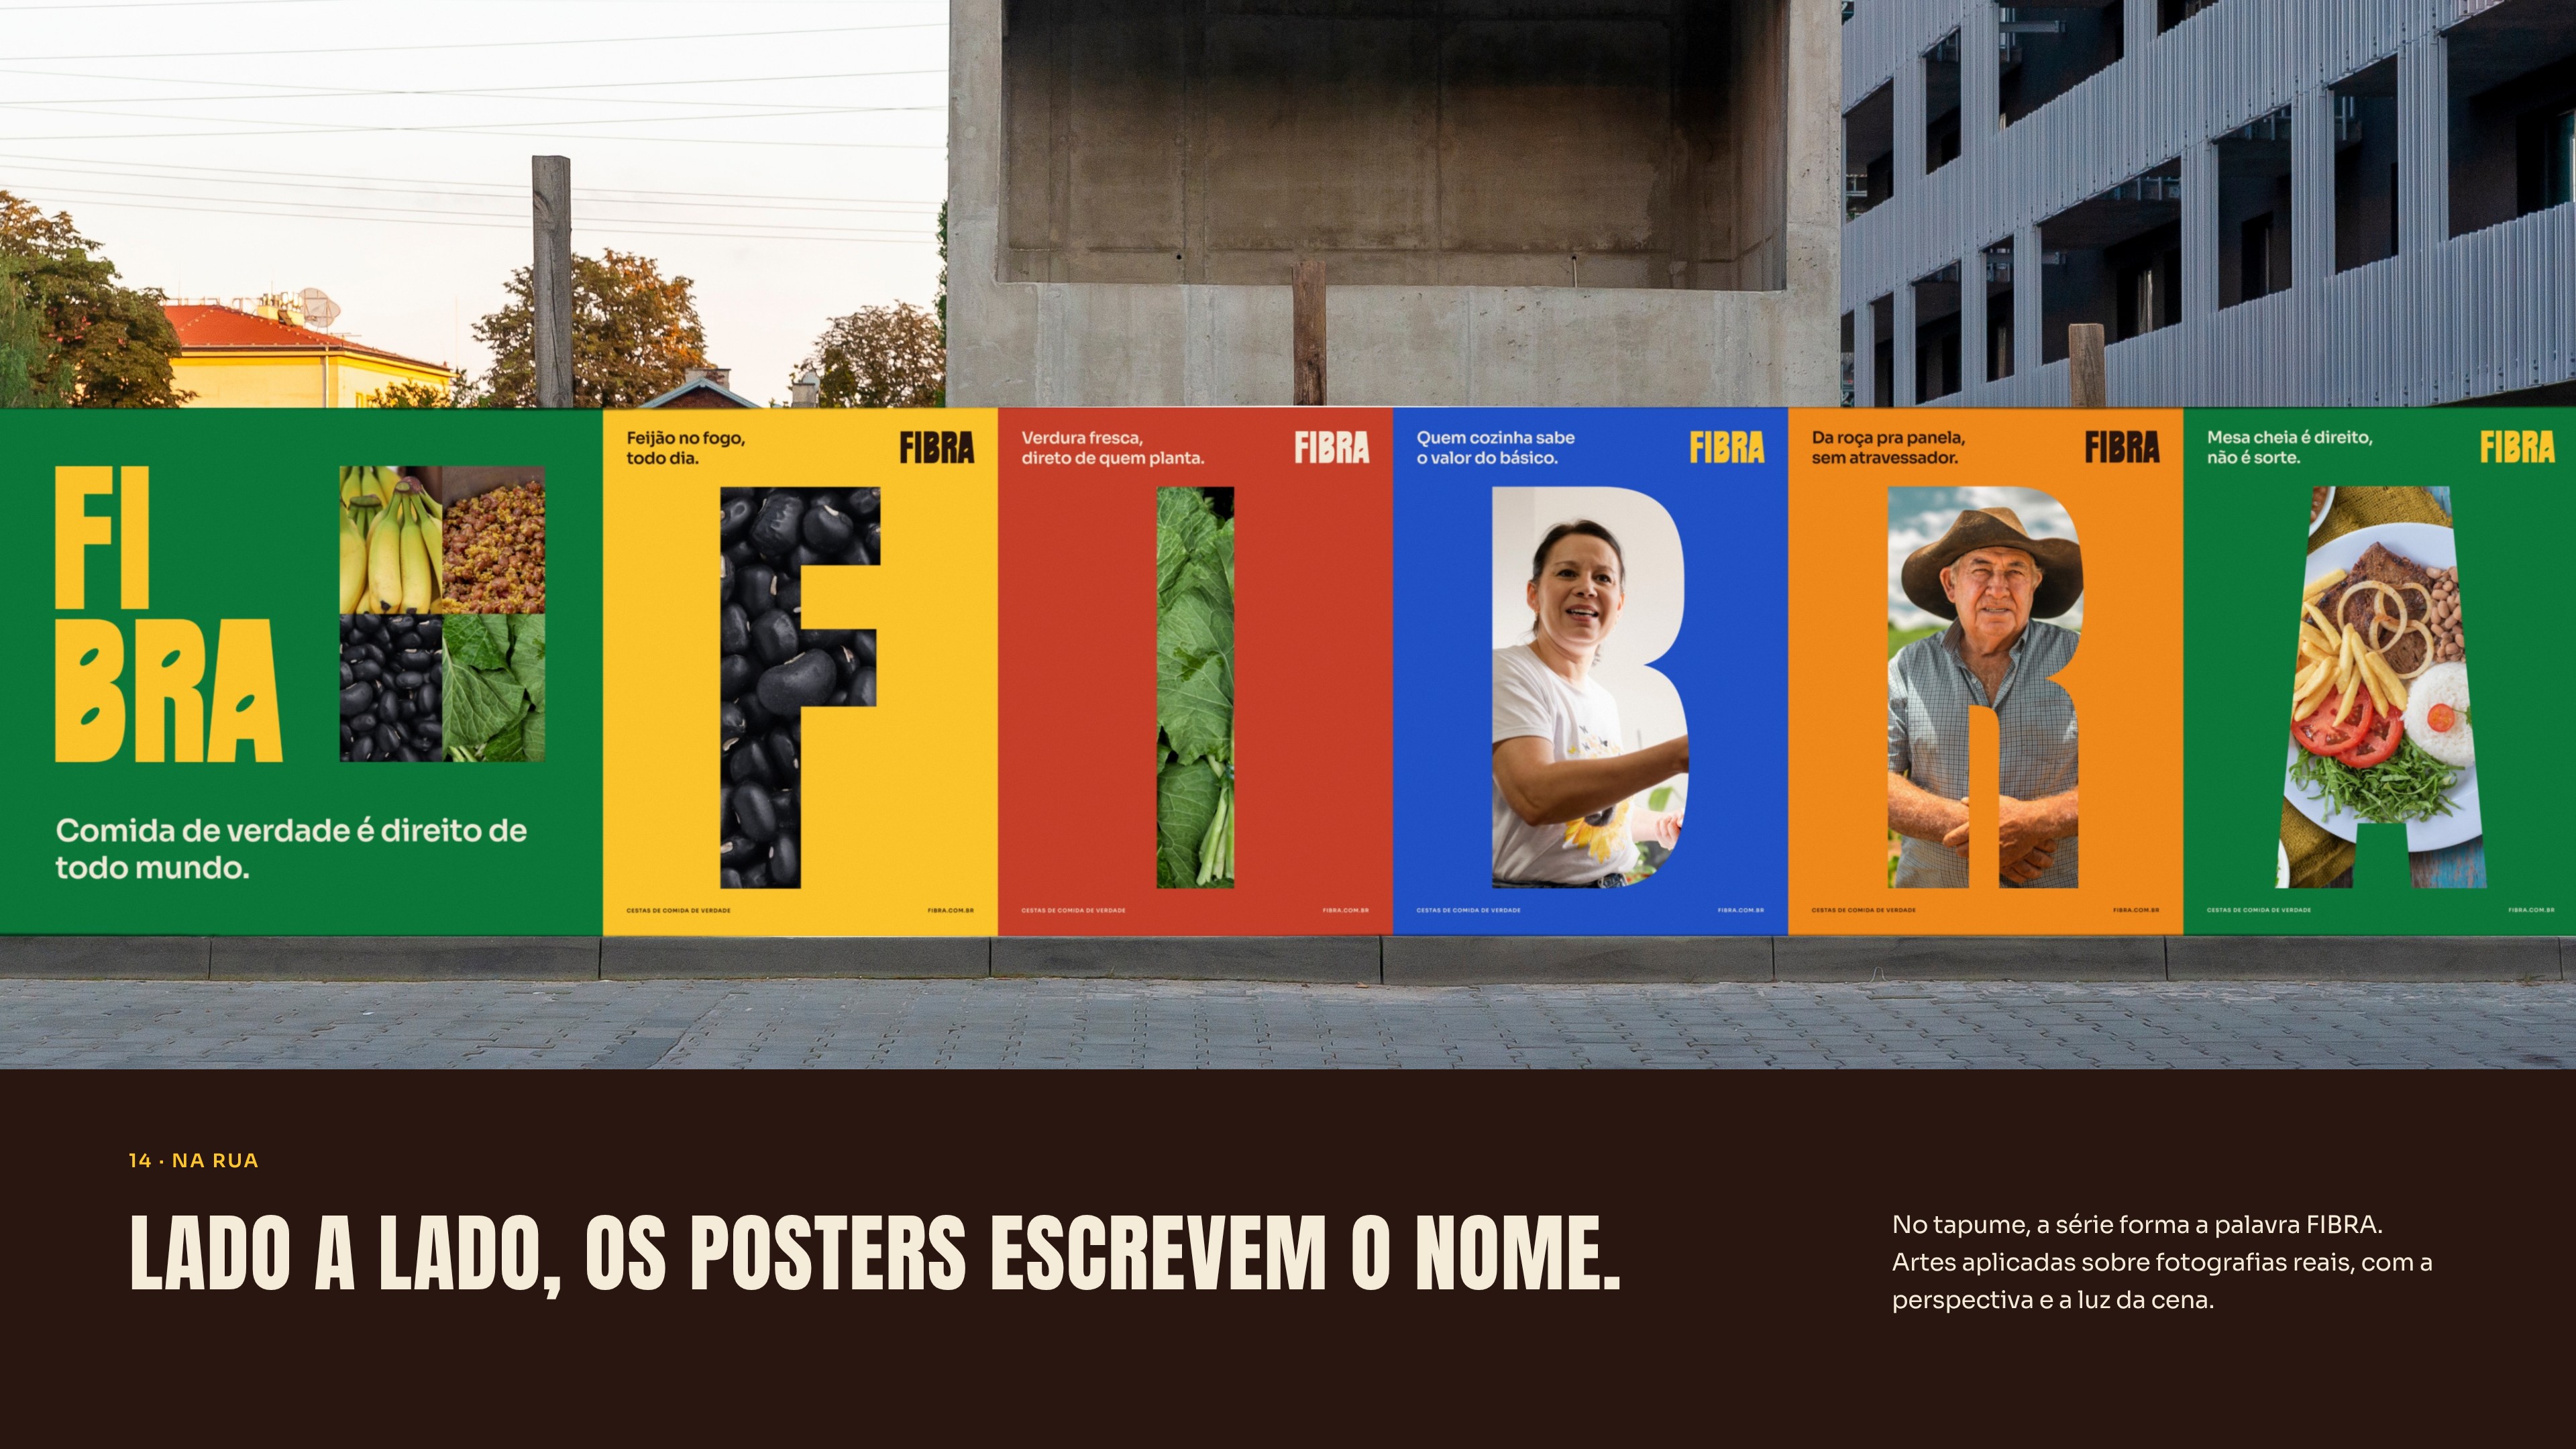 FI
BRA
Comida de verdade é direito de
todo mundo.
Feijão no fogo,
todo dia.
FIBRA
F
CESTAS DE COMIDA DE VERDADE
FIBRA.COM.BR
Verdura fresca,
direto de quem planta.
FIBRA
I
CESTAS DE COMIDA DE VERDADE
FIBRA.COM.BR
Quem cozinha sabe
o valor do básico.
FIBRA
B
CESTAS DE COMIDA DE VERDADE
FIBRA.COM.BR
Da roça pra panela,
sem atravessador.
FIBRA
R
CESTAS DE COMIDA DE VERDADE
FIBRA.COM.BR
Mesa cheia é direito,
não é sorte.
FIBRA
A
CESTAS DE COMIDA DE VERDADE
FIBRA.COM.BR
14 · NA RUA
LADO A LADO, OS POSTERS ESCREVEM O NOME.
No tapume, a série forma a palavra FIBRA.
Artes aplicadas sobre fotografias reais, com a
perspectiva e a luz da cena.